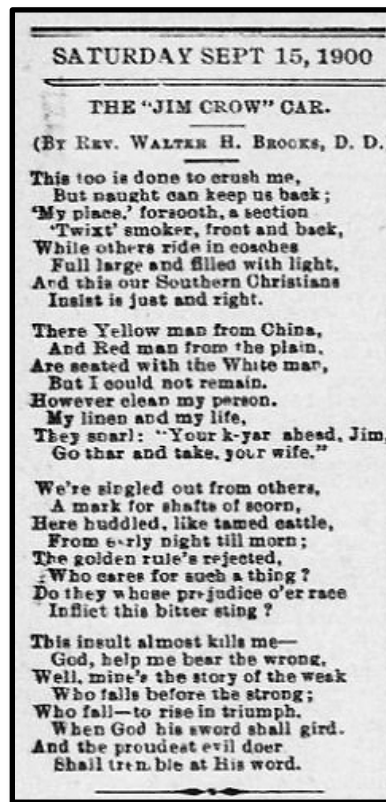 SATURDAY SEPT 15, 1900
THE "JIM CROW" CAR.
(BY REV. WALTER H. BROOKS, D. D.
This too is done to crush me,
But naught can keep us back;
'My place,' forsooth, a section
'Twixt' smoker, front and back,
While others ride in coaches
Full large and filled with light,
And this our Southern Christians
Insist is just and right.
There Yellow man from China,
And Red man from the plain,
Are seated with the White man,
But I could not remain.
However clean my person.
My linen and my life,
They snarl: "Your k-yar ahead, Jim,
Go thar and take, your wife."
We're singled out from others,
A mark for shafts of scorn,
Here huddled, like tamed cattle,
From early night till morn;
The golden rule's rejected,
Who cares for such a thing?
Do they whose prejudice o'er race
Inflict this bitter sting?
This insult almost kills me—
God, help me bear the wrong,
Well, mine's the story of the weak
Who falls before the strong;
Who fall—to rise in triumph,
When God his sword shall gird.
And the proudest evil doer
Shall tremble at His word.